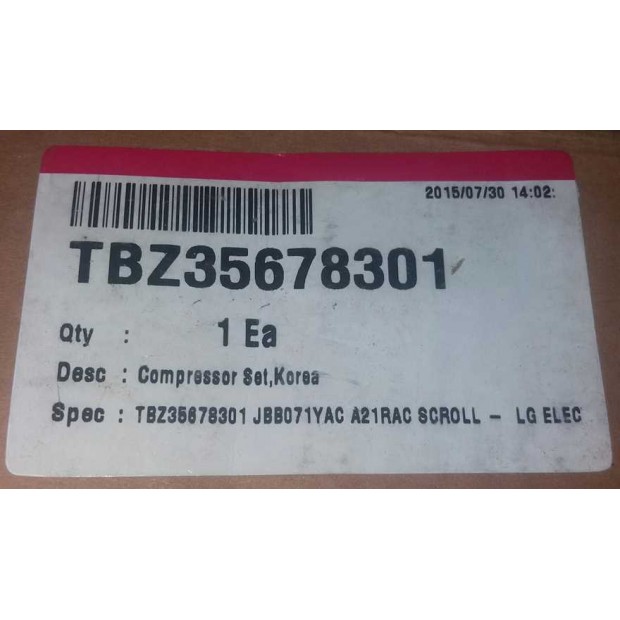 2015/07/30 14:02:
TBZ35678301
Qty : 1 Ea
Desc : Compressor Set,Korea
Spec : TBZ35678301 JBB071YAC A21RAC SCROLL - LG ELEC